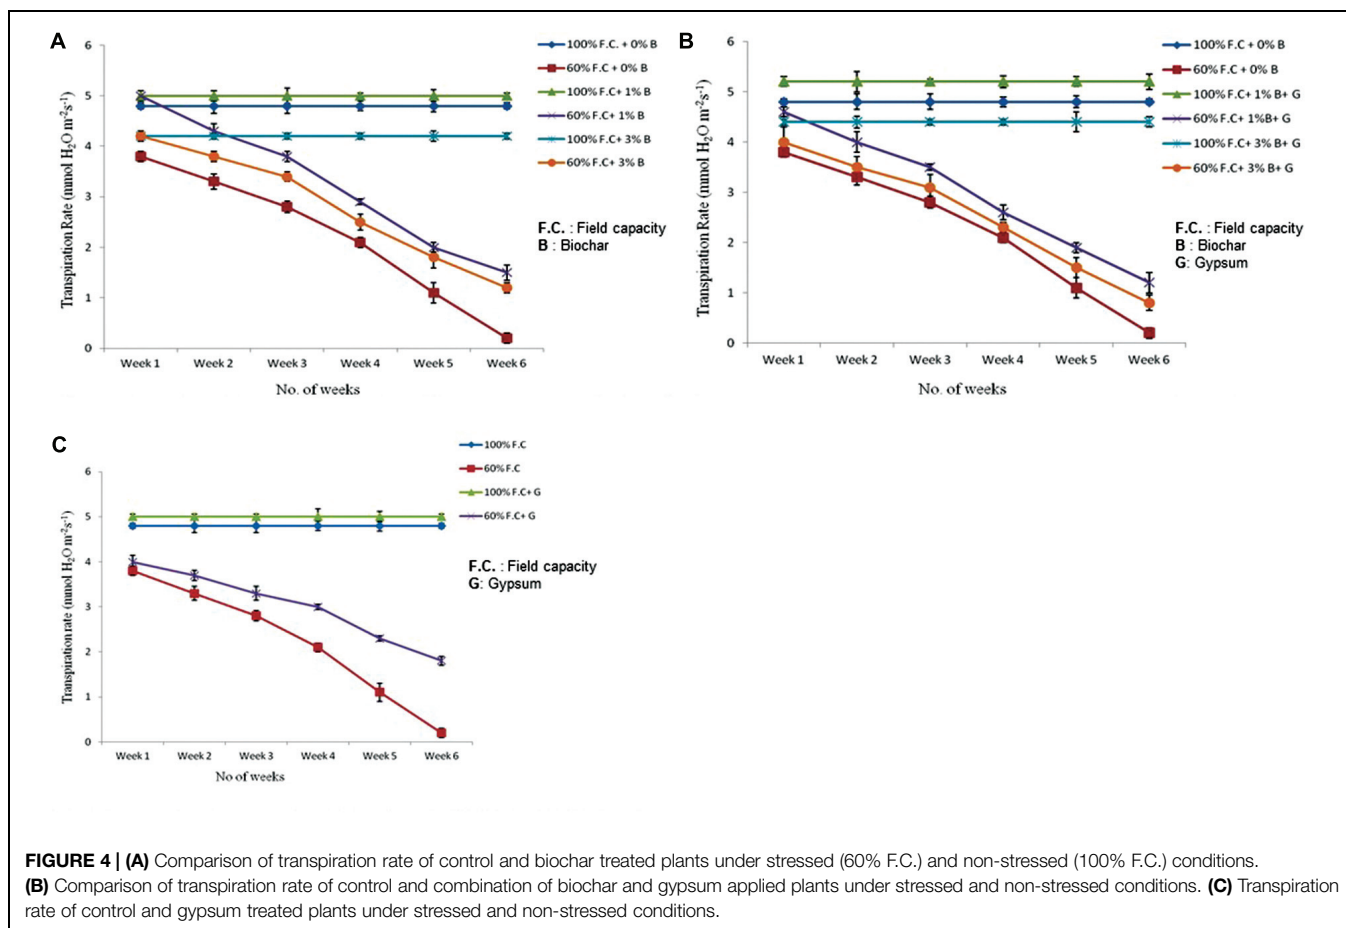 A
6
5
4
3
2
1
0
Transpiration Rate (mmol H2O m-2s-1)
Week 1 Week 2 Week 3 Week 4 Week 5 Week 6
No. of weeks
100% F.C. + 0% B
60% F.C + 0% B
100% F.C+ 1% B
60% F.C+ 1% B
100% F.C+ 3% B
60% F.C+ 3% B
F.C. : Field capacity
B : Biochar
B
6
5
4
3
2
1
0
Transpiration Rate (mmol H2O m-2s-1)
Week 1 Week 2 Week 3 Week 4 Week 5 Week 6
No. of weeks
100% F.C + 0% B
60% F.C + 0% B
100% F.C+ 1% B+ G
60% F.C+ 1%B+ G
100% F.C+ 3% B+ G
60% F.C+ 3% B+ G
F.C. : Field capacity
B : Biochar
G: Gypsum
C
6
5
4
3
2
1
0
Transpiration rate (mmol H2O m-2s-1)
Week 1 Week 2 Week 3 Week 4 Week 5 Week 6
No of weeks
100% F.C
60% F.C
100% F.C+ G
60% F.C+ G
F.C. : Field capacity
G: Gypsum
FIGURE 4 | (A) Comparison of transpiration rate of control and biochar treated plants under stressed (60% F.C.) and non-stressed (100% F.C.) conditions.
(B) Comparison of transpiration rate of control and combination of biochar and gypsum applied plants under stressed and non-stressed conditions. (C) Transpiration
rate of control and gypsum treated plants under stressed and non-stressed conditions.